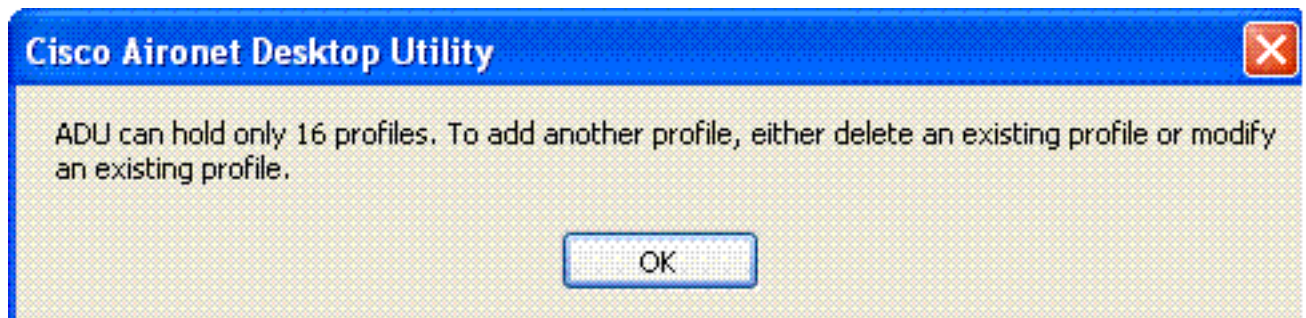 Cisco Aironet Desktop Utility
ADU can hold only 16 profiles. To add another profile, either delete an existing profile or modify
an existing profile.
OK